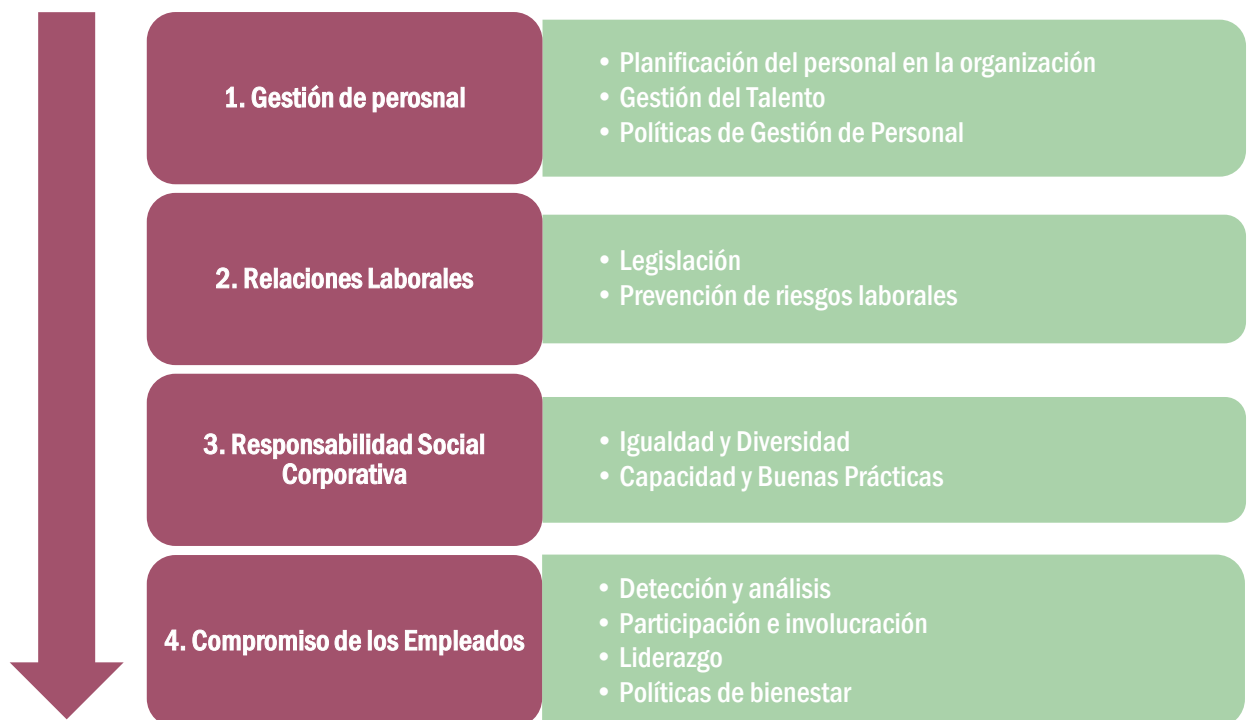 1. Gestión de perosnal
• Planificación del personal en la organización
• Gestión del Talento
• Políticas de Gestión de Personal
2. Relaciones Laborales
• Legislación
• Prevención de riesgos laborales
3. Responsabilidad Social
Corporativa
• Igualdad y Diversidad
• Capacidad y Buenas Prácticas
4. Compromiso de los Empleados
• Detección y análisis
• Participación e involucración
• Liderazgo
• Políticas de bienestar